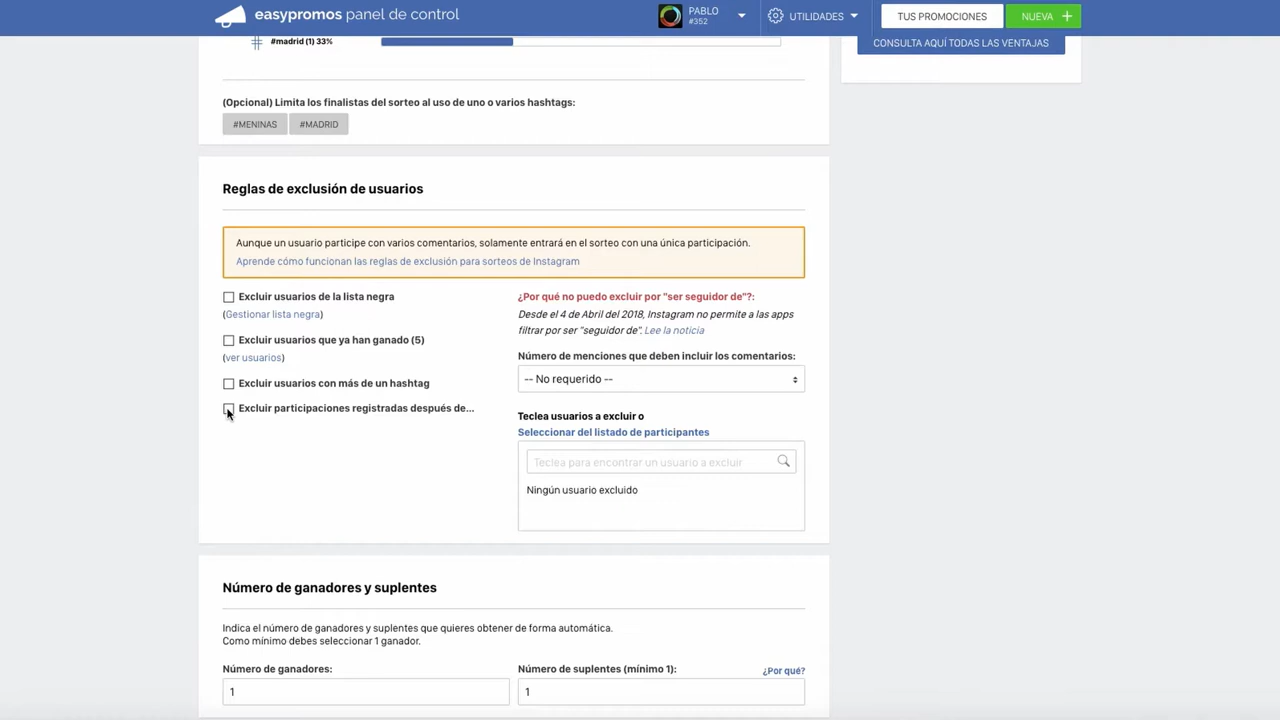 easypromos panel de control
PABLO
#352
UTILIDADES
TUS PROMOCIONES
NUEVA +
#madrid (1) 33%
CONSULTA AQUÍ TODAS LAS VENTAJAS
(Opcional) Limita los finalistas del sorteo al uso de uno o varios hashtags:
#MENINAS
#MADRID
Reglas de exclusión de usuarios
Aunque un usuario participe con varios comentarios, solamente entrará en el sorteo con una única participación.
Aprende cómo funcionan las reglas de exclusión para sorteos de Instagram
Excluir usuarios de la lista negra
(Gestionar lista negra)
Excluir usuarios que ya han ganado (5)
(ver usuarios)
Excluir usuarios con más de un hashtag
Excluir participaciones registradas después de...
¿Por qué no puedo excluir por "ser seguidor de"?:
Desde el 4 de Abril del 2018, Instagram no permite a las apps
filtrar por ser "seguidor de". Lee la noticia
Número de menciones que deben incluir los comentarios:
-- No requerido --
Teclea usuarios a excluir o
Seleccionar del listado de participantes
Teclea para encontrar un usuario a excluir
Ningún usuario excluido
Número de ganadores y suplentes
Indica el número de ganadores y suplentes que quieres obtener de forma automática.
Como mínimo debes seleccionar 1 ganador.
Número de ganadores:
1
Número de suplentes (mínimo 1):
¿Por qué?
1